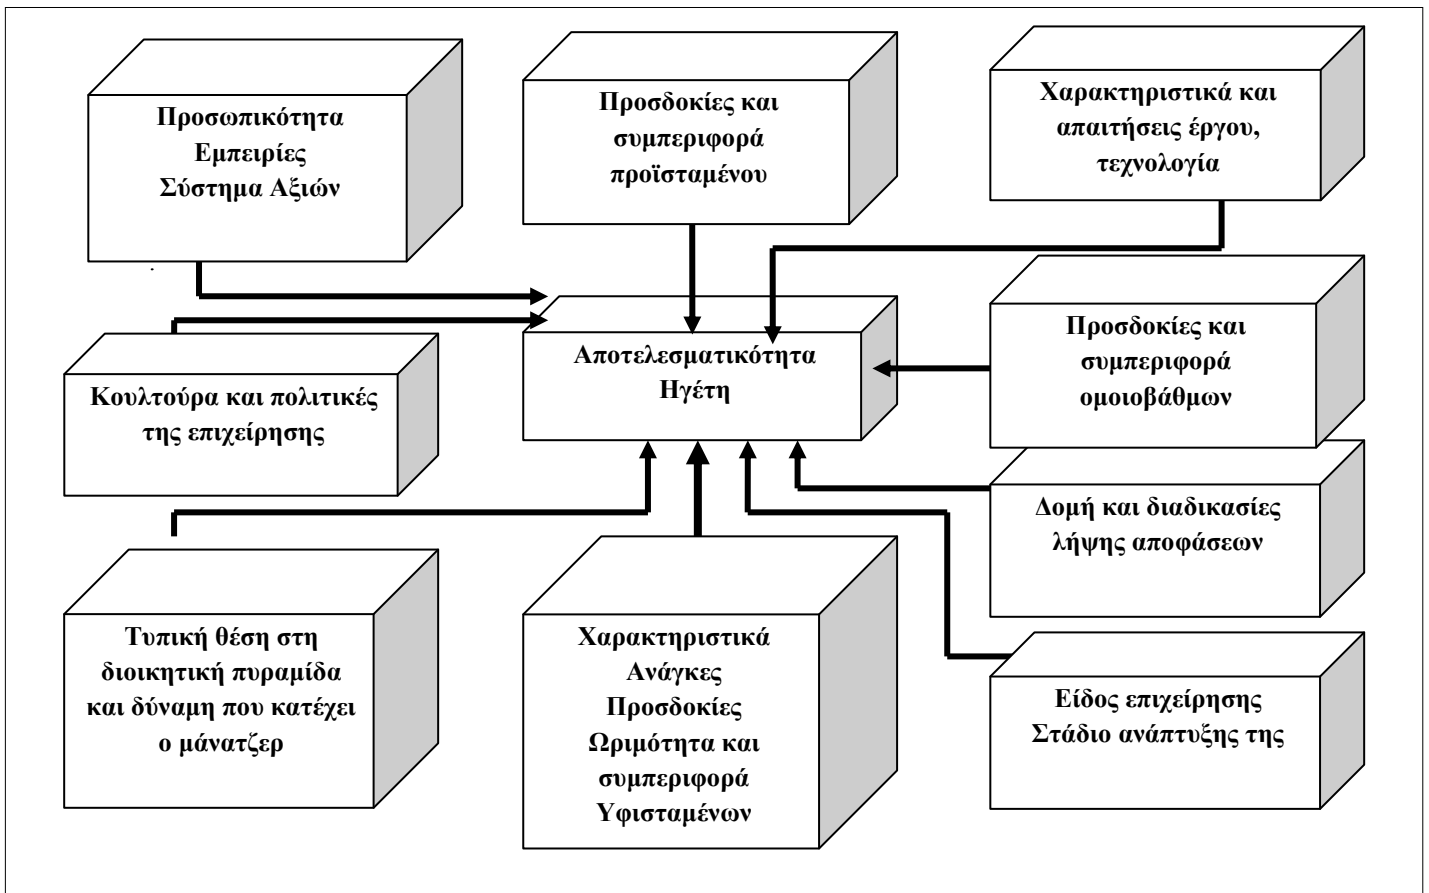 Προσωπικότητα
Εμπειρίες
Σύστημα Αξιών
Προσδοκίες και
συμπεριφορά
προϊσταμένου
Χαρακτηριστικά και
απαιτήσεις έργου,
τεχνολογία
Αποτελεσματικότητα
Ηγέτη
Προσδοκίες και
συμπεριφορά
ομοιοβάθμων
Κουλτούρα και πολιτικές
της επιχείρησης
Δομή και διαδικασίες
λήψης αποφάσεων
Τυπική θέση στη
διοικητική πυραμίδα
και δύναμη που κατέχει
ο μάνατζερ
Χαρακτηριστικά
Ανάγκες
Προσδοκίες
Ωριμότητα και
συμπεριφορά
Υφισταμένων
Είδος επιχείρησης
Στάδιο ανάπτυξης της